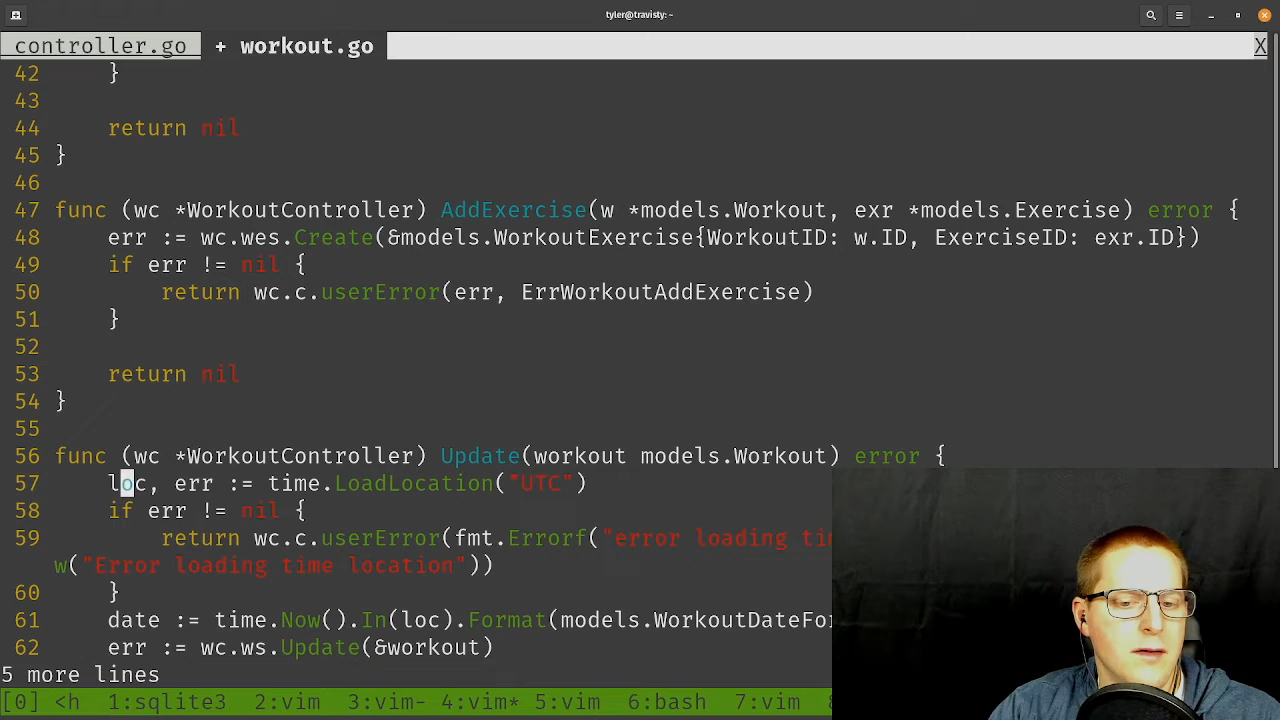 tyler@travisty:~
controller.go + workout.go X
42 }
43
44 return nil
45 }
46
47 func (wc *WorkoutController) AddExercise(w *models.Workout, exr *models.Exercise) error {
48 err := wc.wes.Create(&models.WorkoutExercise{WorkoutID: w.ID, ExerciseID: exr.ID})
49 if err != nil {
50 return wc.c.userError(err, ErrWorkoutAddExercise)
51 }
52
53 return nil
54 }
55
56 func (wc *WorkoutController) Update(workout models.Workout) error {
57 loc, err := time.LoadLocation("UTC")
58 if err != nil {
59 return wc.c.userError(fmt.Errorf("error loading
w("Error loading time location"))
60 }
61 date := time.Now().In(loc).Format(models.WorkoutDateFor
62 err := wc.ws.Update(&workout)
5 more lines
[0] <h 1:sqlite3 2:vim 3:vim- 4:vim* 5:vim 6:bash 7:vim